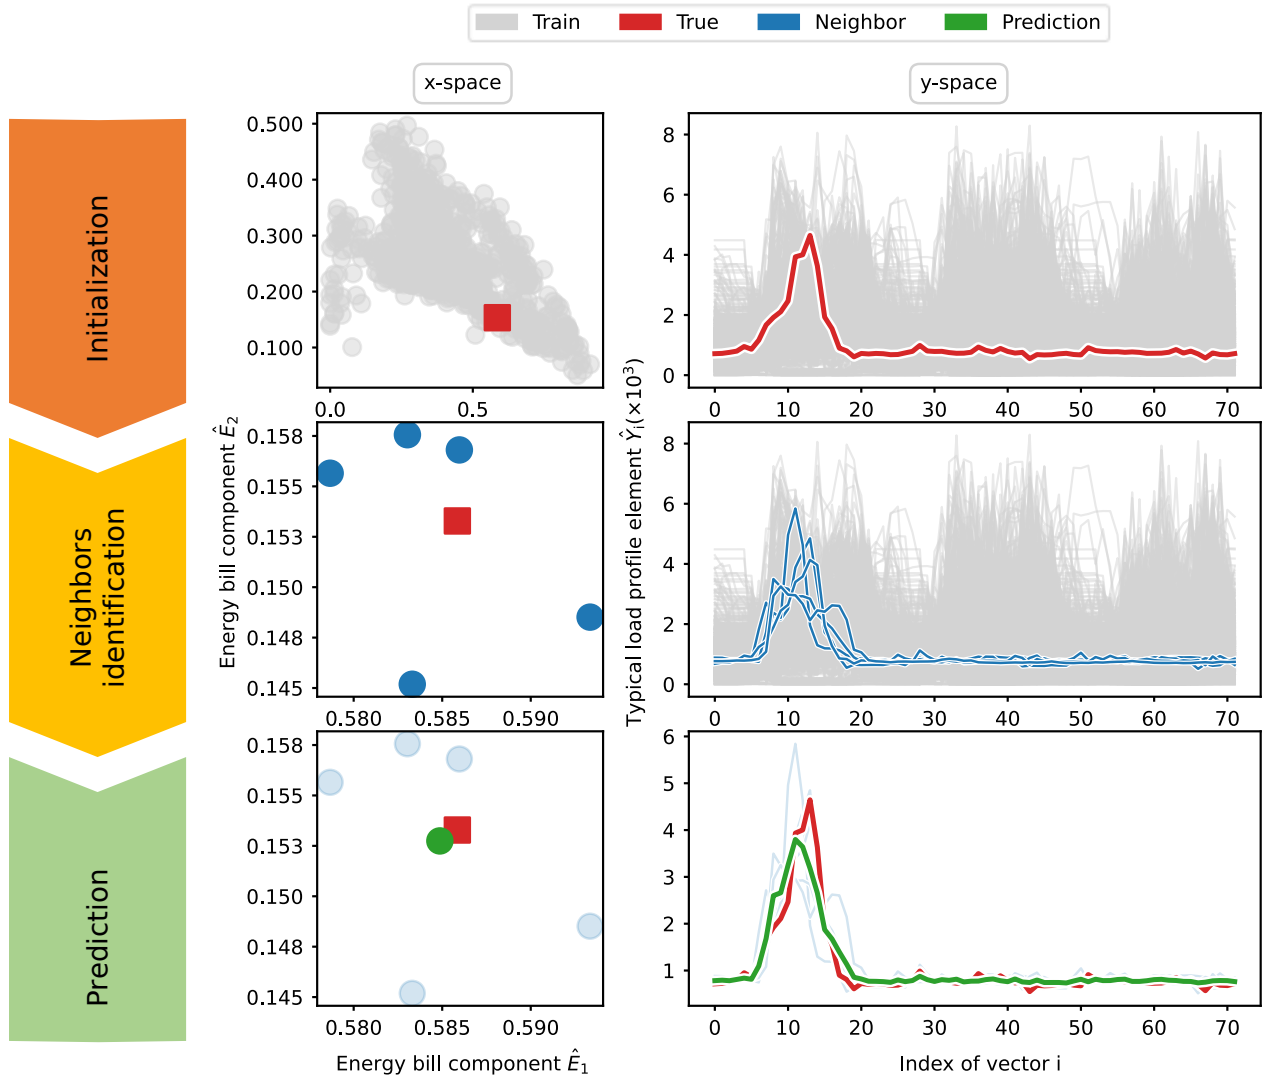 Train True Neighbor Prediction
x-space
y-space
Initialization
0.500
0.400
0.300
0.200
0.100
0.0 0.5
8
6
4
2
0
0 10 20 30 40 50 60 70
Neighbors
identification
Energy bill component Ê₂
0.158
0.155
0.153
0.150
0.148
0.145
0.580 0.585 0.590
Typical load profile element Ŷᵢ(×10³)
8
6
4
2
0
0 10 20 30 40 50 60 70
Prediction
0.158
0.155
0.153
0.150
0.148
0.145
0.580 0.585 0.590
Energy bill component Ê₁
6
5
4
3
2
1
0 10 20 30 40 50 60 70
Index of vector i